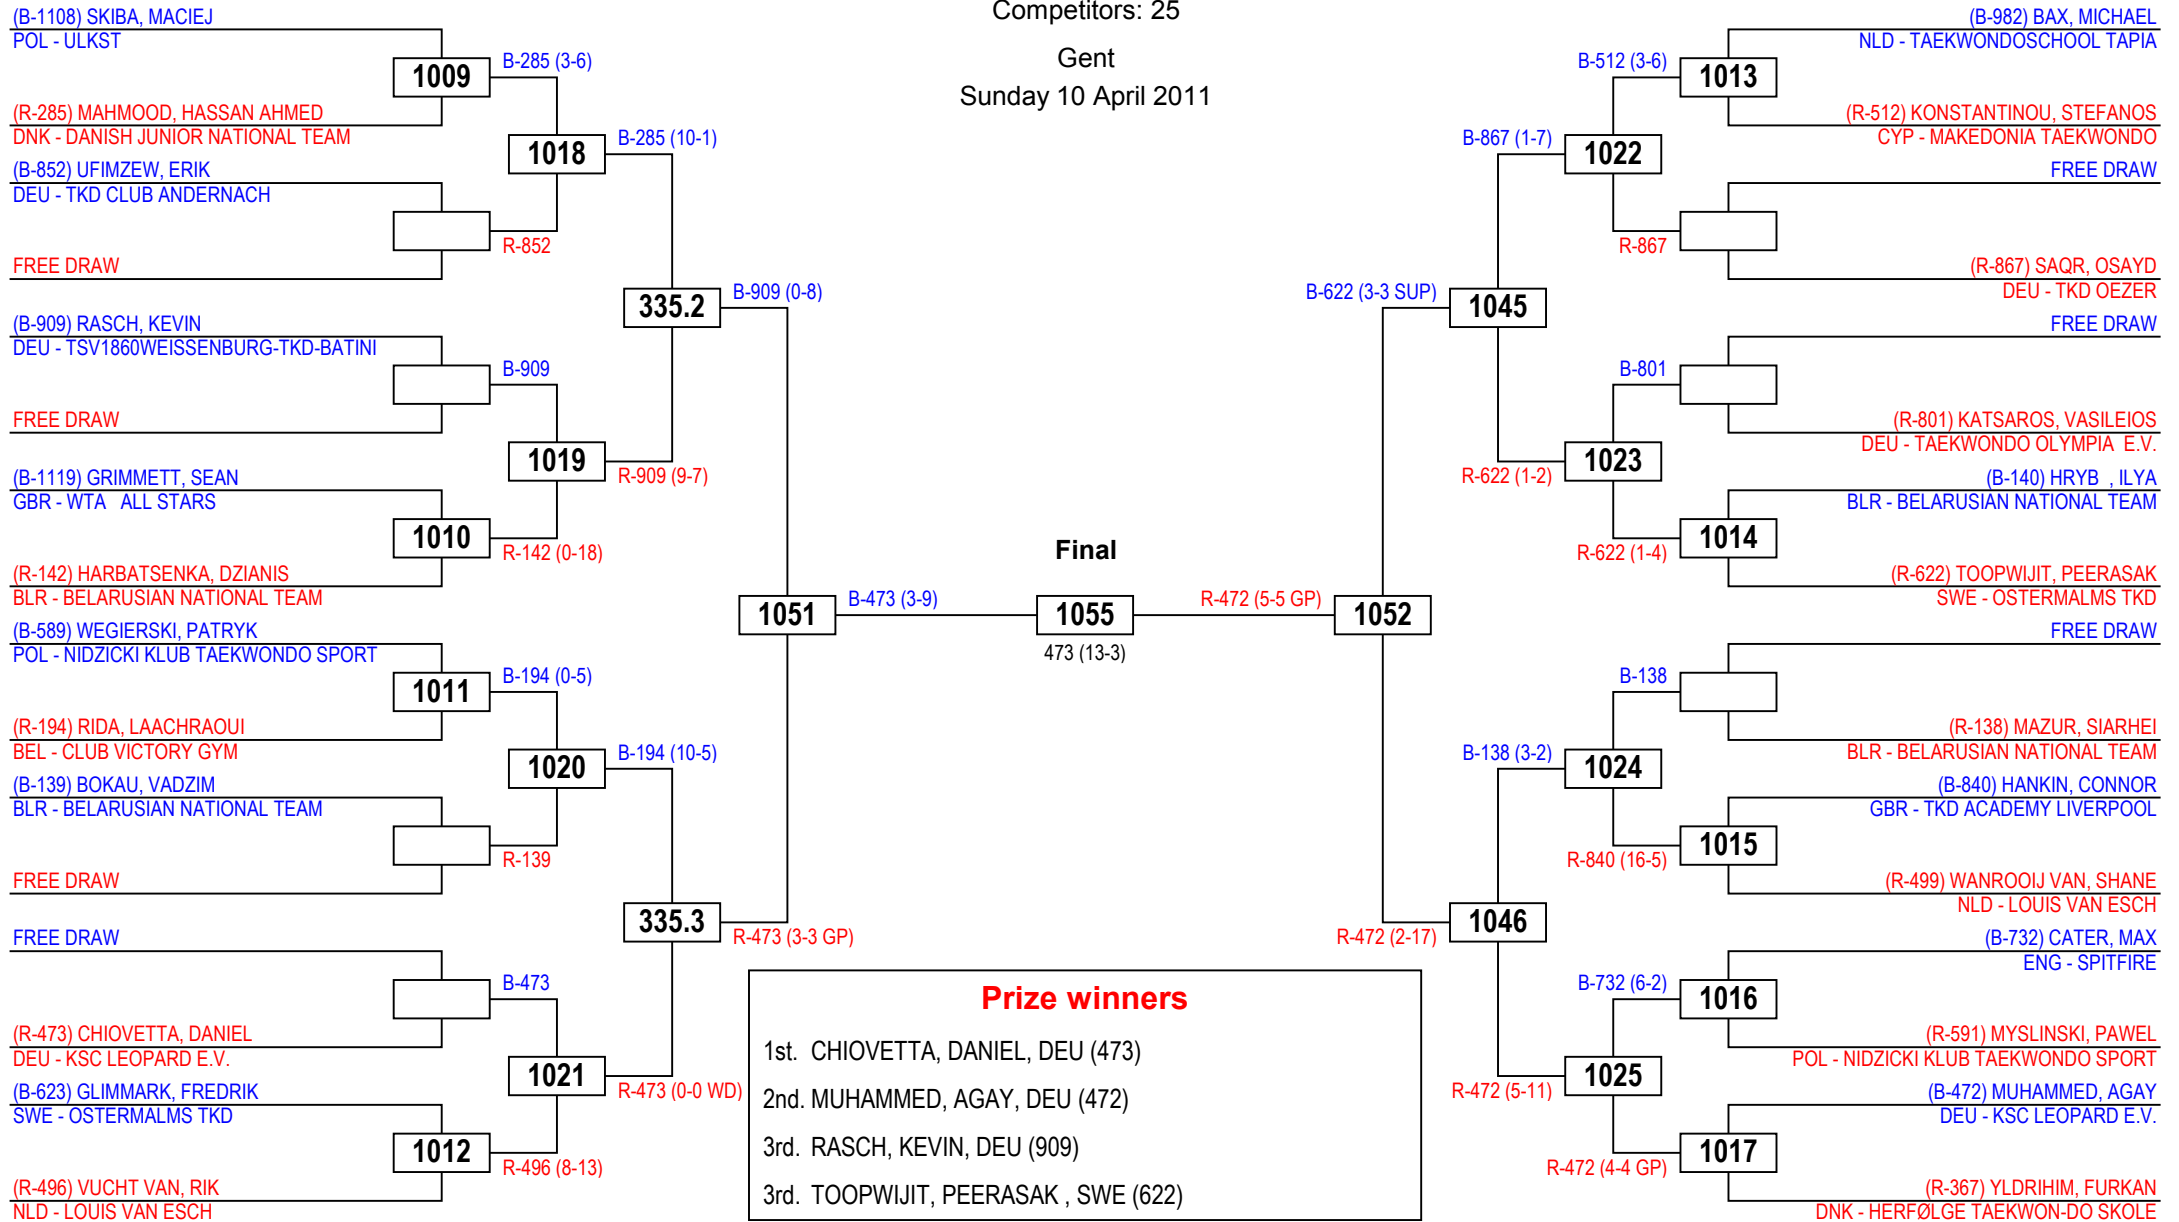 Competitors: 25
Gent
Sunday 10 April 2011
(B-1108) SKIBA, MACIEJ
POL - ULKST
1009
B-285 (3-6)
(R-285) MAHMOOD, HASSAN AHMED
DNK - DANISH JUNIOR NATIONAL TEAM
1018
B-285 (10-1)
(B-852) UFIMZEW, ERIK
DEU - TKD CLUB ANDERNACH
R-852
FREE DRAW
335.2
B-909 (0-8)
(B-909) RASCH, KEVIN
DEU - TSV1860WEISSENBURG-TKD-BATINI
B-909
FREE DRAW
1019
R-909 (9-7)
(B-1119) GRIMMETT, SEAN
GBR - WTA ALL STARS
1010
R-142 (0-18)
(R-142) HARBATSENKA, DZIANIS
BLR - BELARUSIAN NATIONAL TEAM
1051
B-473 (3-9)
(B-589) WEGIERSKI, PATRYK
POL - NIDZICKI KLUB TAEKWONDO SPORT
1011
B-194 (0-5)
(R-194) RIDA, LAACHRAOUI
BEL - CLUB VICTORY GYM
1020
B-194 (10-5)
(B-139) BOKAU, VADZIM
BLR - BELARUSIAN NATIONAL TEAM
R-139
FREE DRAW
335.3
R-473 (3-3 GP)
FREE DRAW
B-473
(R-473) CHIOVETTA, DANIEL
DEU - KSC LEOPARD E.V.
1021
R-473 (0-0 WD)
(B-623) GLIMMARK, FREDRIK
SWE - OSTERMALMS TKD
1012
R-496 (8-13)
(R-496) VUCHT VAN, RIK
NLD - LOUIS VAN ESCH
Final
1055
473 (13-3)
(B-982) BAX, MICHAEL
NLD - TAEKWONDOSCHOOL TAPIA
B-512 (3-6)
1013
(R-512) KONSTANTINOU, STEFANOS
CYP - MAKEDONIA TAEKWONDO
B-867 (1-7)
1022
FREE DRAW
R-867
(R-867) SAQR, OSAYD
DEU - TKD OEZER
B-622 (3-3 SUP)
1045
FREE DRAW
B-801
(R-801) KATSAROS, VASILEIOS
DEU - TAEKWONDO OLYMPIA E.V.
R-622 (1-2)
1023
(B-140) HRYB , ILYA
BLR - BELARUSIAN NATIONAL TEAM
R-622 (1-4)
1014
(R-622) TOOPWIJIT, PEERASAK
SWE - OSTERMALMS TKD
R-472 (5-5 GP)
1052
FREE DRAW
B-138
(R-138) MAZUR, SIARHEI
BLR - BELARUSIAN NATIONAL TEAM
B-138 (3-2)
1024
(B-840) HANKIN, CONNOR
GBR - TKD ACADEMY LIVERPOOL
R-840 (16-5)
1015
(R-499) WANROOIJ VAN, SHANE
NLD - LOUIS VAN ESCH
R-472 (2-17)
1046
(B-732) CATER, MAX
ENG - SPITFIRE
B-732 (6-2)
1016
(R-591) MYSLINSKI, PAWEL
POL - NIDZICKI KLUB TAEKWONDO SPORT
R-472 (5-11)
1025
(B-472) MUHAMMED, AGAY
DEU - KSC LEOPARD E.V.
R-472 (4-4 GP)
1017
(R-367) YLDRIHIM, FURKAN
DNK - HERFØLGE TAEKWON-DO SKOLE
Prize winners
1st. CHIOVETTA, DANIEL, DEU (473)
2nd. MUHAMMED, AGAY, DEU (472)
3rd. RASCH, KEVIN, DEU (909)
3rd. TOOPWIJIT, PEERASAK , SWE (622)